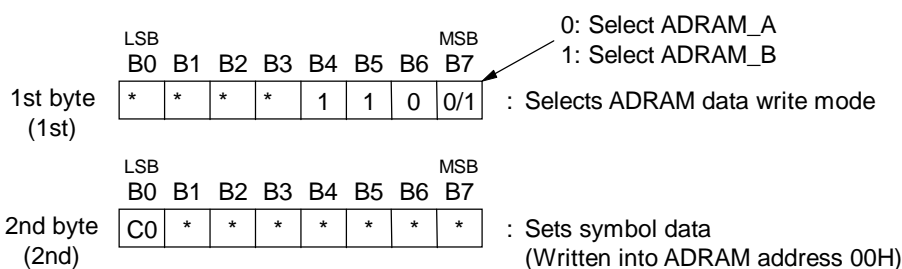 0: Select ADRAM_A
1: Select ADRAM_B
LSB MSB
B0 B1 B2 B3 B4 B5 B6 B7
1st byte * * * * 1 1 0 0/1 : Selects ADRAM data write mode
(1st)
LSB MSB
B0 B1 B2 B3 B4 B5 B6 B7
2nd byte C0 * * * * * * * : Sets symbol data
(2nd) (Written into ADRAM address 00H)